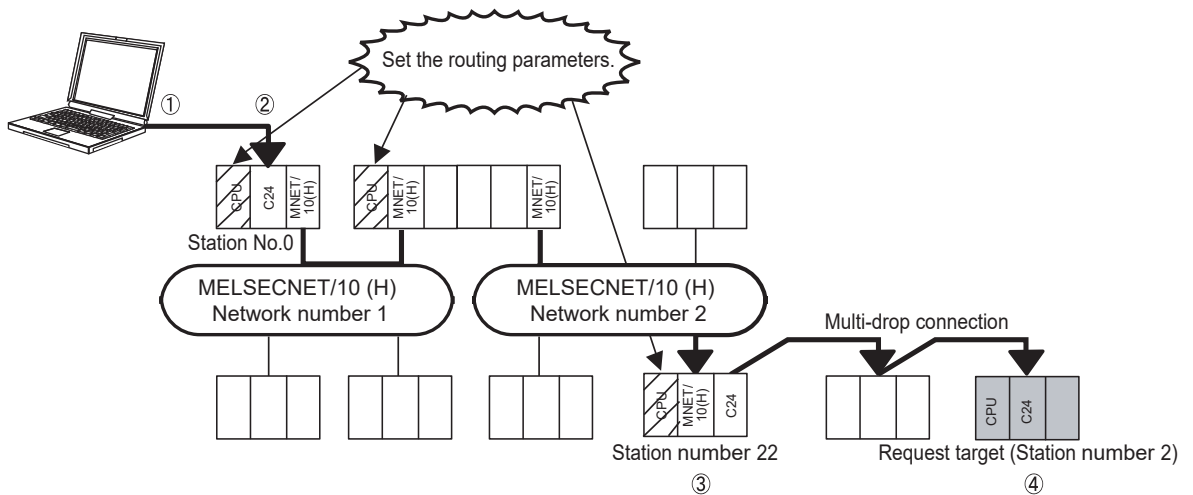 Set the routing parameters.
①
②
CPU
C24
MNET/
10(H)
CPU
MNET/
10(H)
MNET/
10(H)
Station No.0
MELSECNET/10 (H)
Network number 1
MELSECNET/10 (H)
Network number 2
Multi-drop connection
CPU
MNET/
10(H)
C24
CPU
C24
Station number 22
Request target (Station number 2)
③
④